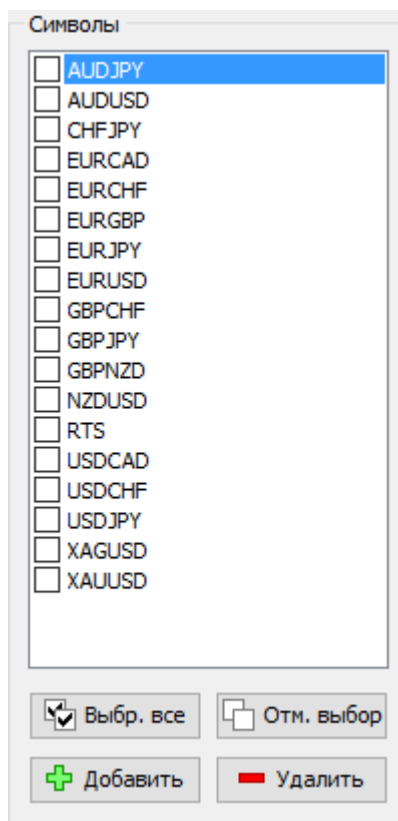 Символы
AUDJPY
AUDUSD
CHFJPY
EURCAD
EURCHF
EURGBP
EURJPY
EURUSD
GBPCHF
GBPJPY
GBPNZD
NZDUSD
RTS
USDCAD
USDCHF
USDJPY
XAGUSD
XAUUSD
Выбр. все Отм. выбор
Добавить Удалить